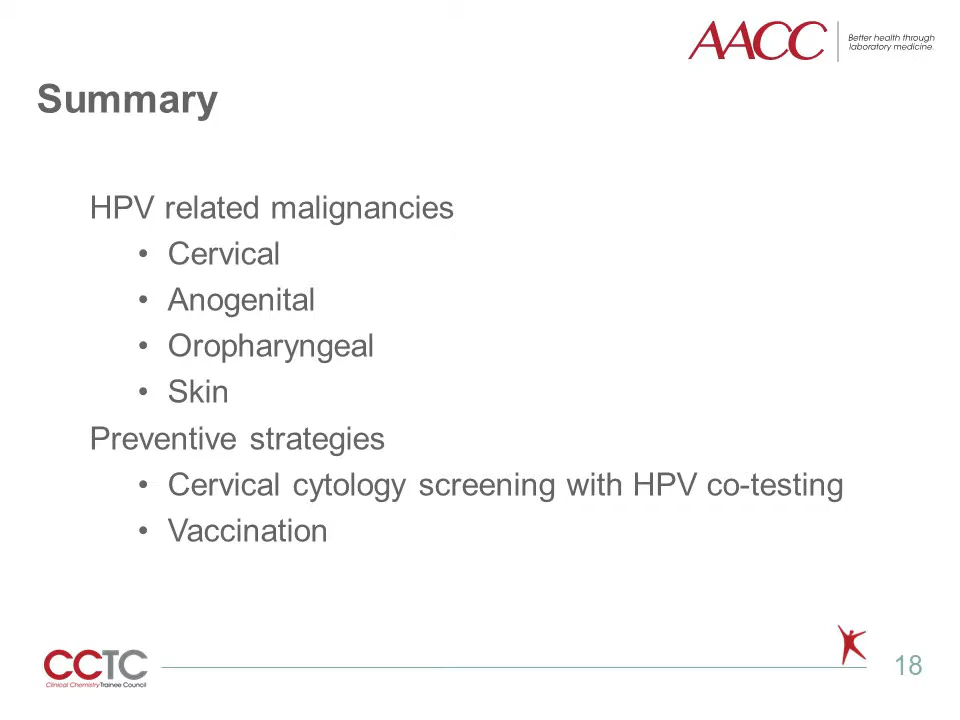 AACC
Better health through
laboratory medicine.
Summary
HPV related malignancies
• Cervical
• Anogenital
• Oropharyngeal
• Skin
Preventive strategies
• Cervical cytology screening with HPV co-testing
• Vaccination
CCTC
Clinical Chemistry Trainee Council
18